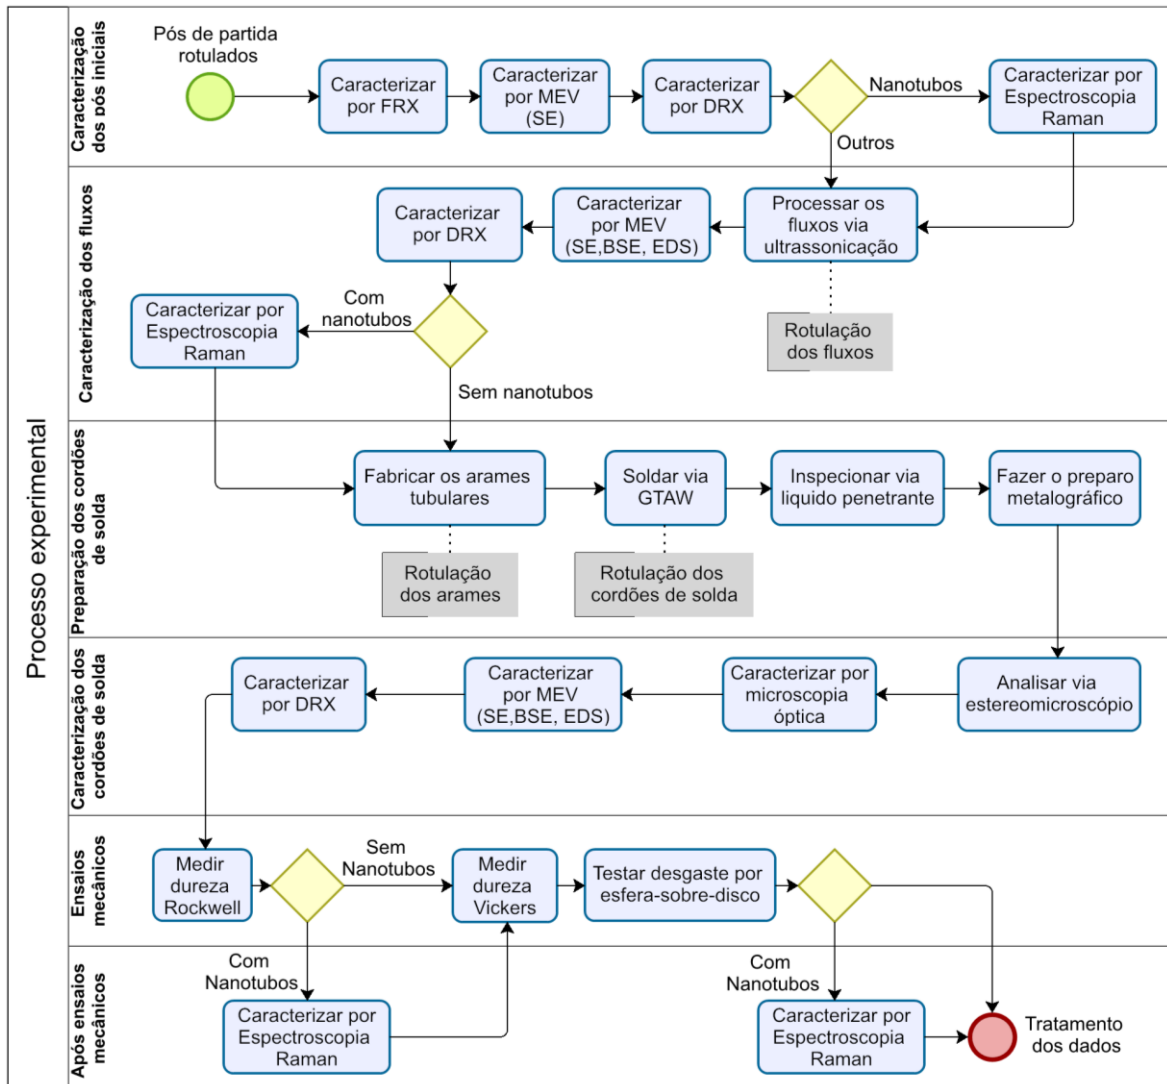 Processo experimental
Caracterização
dos pós iniciais
Pós de partida
rotulados
Caracterizar
por FRX
Caracterizar
por MEV
(SE)
Caracterizar
por DRX
Nanotubos
Outros
Caracterizar por
Espectroscopia
Raman
Caracterização dos fluxos
Processar os
fluxos via
ultrassonicação
Caracterizar
por MEV
(SE,BSE, EDS)
Caracterizar
por DRX
Rotulação
dos fluxos
Com
nanotubos
Caracterizar por
Espectroscopia
Raman
Sem nanotubos
Preparação dos cordões
de solda
Fabricar os arames
tubulares
Soldar via
GTAW
Inspecionar via
liquido penetrante
Fazer o preparo
metalográfico
Rotulação
dos arames
Rotulação dos
cordões de solda
Caracterização dos
cordões de solda
Analisar via
estereomicroscópio
Caracterizar por
microscopia
óptica
Caracterizar
por MEV
(SE,BSE, EDS)
Caracterizar
por DRX
Ensaios
mecânicos
Medir
dureza
Rockwell
Sem
Nanotubos
Medir
dureza
Vickers
Testar desgaste por
esfera-sobre-disco
Após ensaios
mecânicos
Com
Nanotubos
Caracterizar por
Espectroscopia
Raman
Com
Nanotubos
Caracterizar por
Espectroscopia
Raman
Tratamento
dos dados